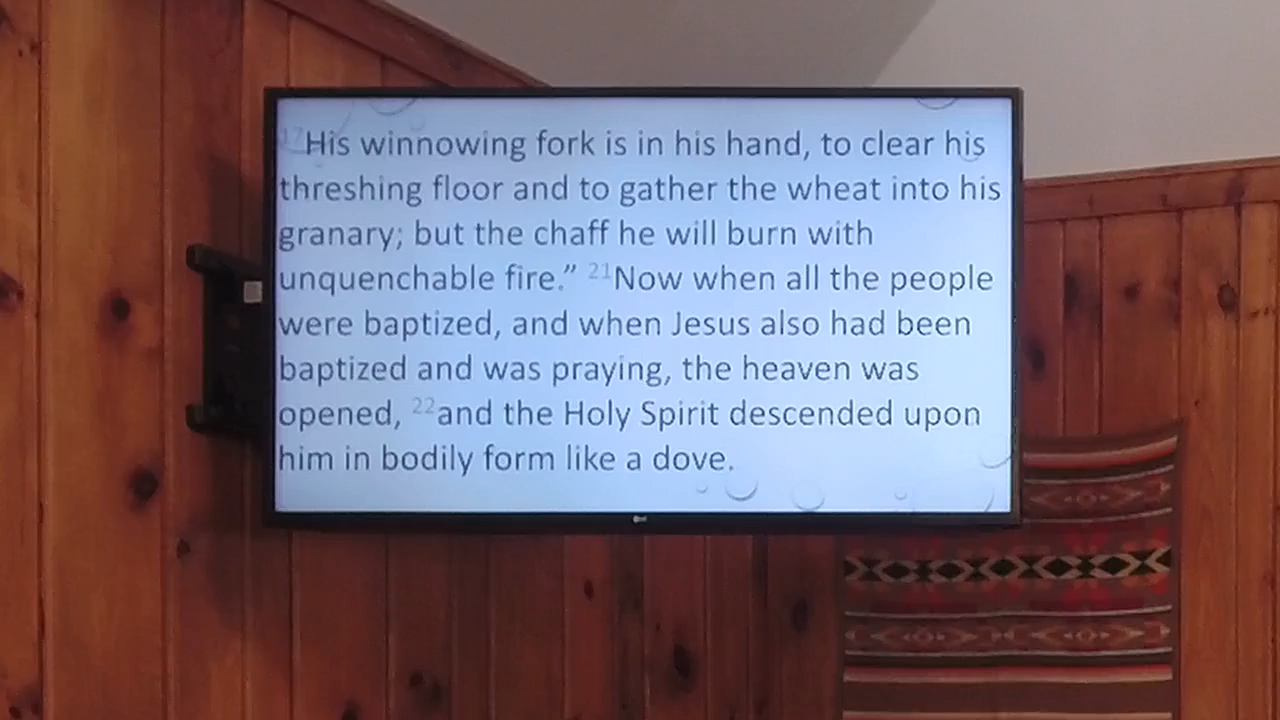 17 His winnowing fork is in his hand, to clear his
threshing floor and to gather the wheat into his
granary; but the chaff he will burn with
unquenchable fire.” 21Now when all the people
were baptized, and when Jesus also had been
baptized and was praying, the heaven was
opened, 22and the Holy Spirit descended upon
him in bodily form like a dove.